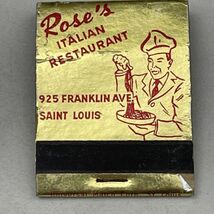 Rose's
ITALIAN
RESTAURANT
925 FRANKLIN AVE
SAINT LOUIS